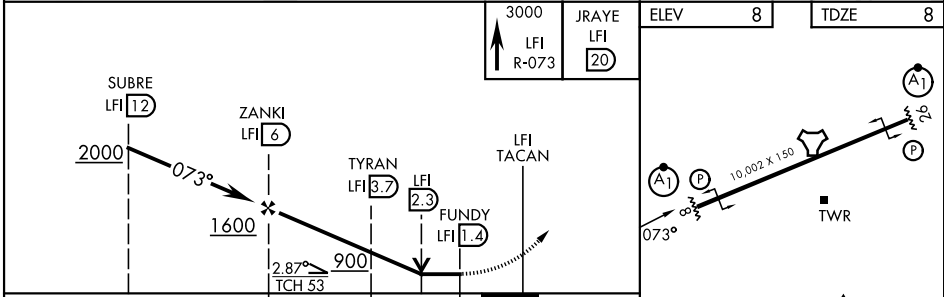 3000
LFI
R-073
JRAYE
LFI
20
ELEV 8
TDZE 8
SUBRE
LFI 12
ZANKI
LFI 6
2000
073°
TYRAN
LFI 3.7
LFI
2.3
FUNDY
LFI 1.4
LFI
TACAN
1600
900
2.87°
TCH 53
A1
26
P
10,002 X 150
A1
P
8
073°
TWR